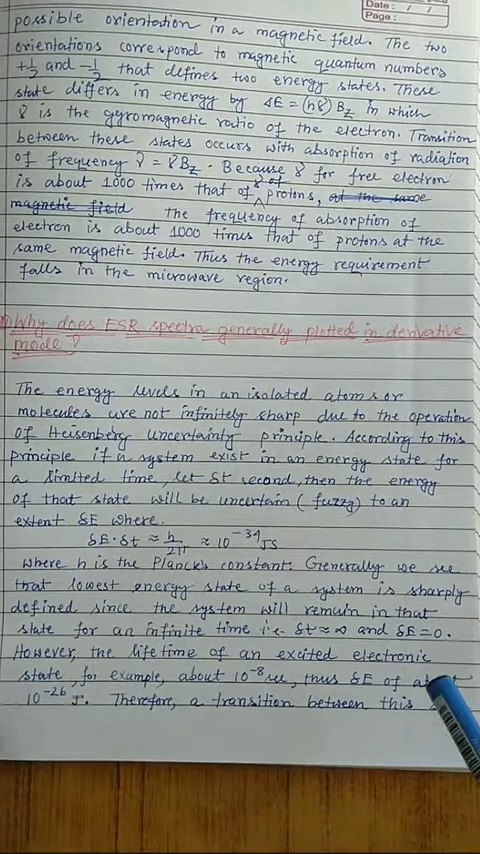 Date: / /
Page:
possible orientation in a magnetic field. The two
orientations correspond to magnetic quantum numbers
+½ and -½ that defines two energy states. These
state differs in energy by ΔE = (hγ) Bz in which
γ is the gyromagnetic ratio of the electron. Transition
between these states occurs with absorption of radiation
of frequency ν = γBz. Because γ for free electron
is about 1000 times that of γ of protons, at the same
magnetic field the frequency of absorption of
electron is about 1000 times that of protons at the
same magnetic field. Thus the energy requirement
falls in the microwave region.
Why does ESR spectra generally plotted in derivative
mode?
The energy levels in an isolated atoms or
molecules are not infinitely sharp due to the operation
of Heisenberg uncertainty principle. According to this
principle if a system exist in an energy state for
a limited time, let δt second, then the energy
of that state will be uncertain (fuzzy) to an
extent δE where.
δE·δt ≈ h/2π ≈ 10⁻³⁴ Js
where h is the Planck's constant. Generally we see
that lowest energy state of a system is sharply
defined since the system will remain in that
state for an infinite time i.e. δt ≈ ∞ and δE = 0.
However, the lifetime of an excited electronic
state, for example, about 10⁻⁸ sec, thus δE of about
10⁻²⁶ J. Therefore, a transition between this